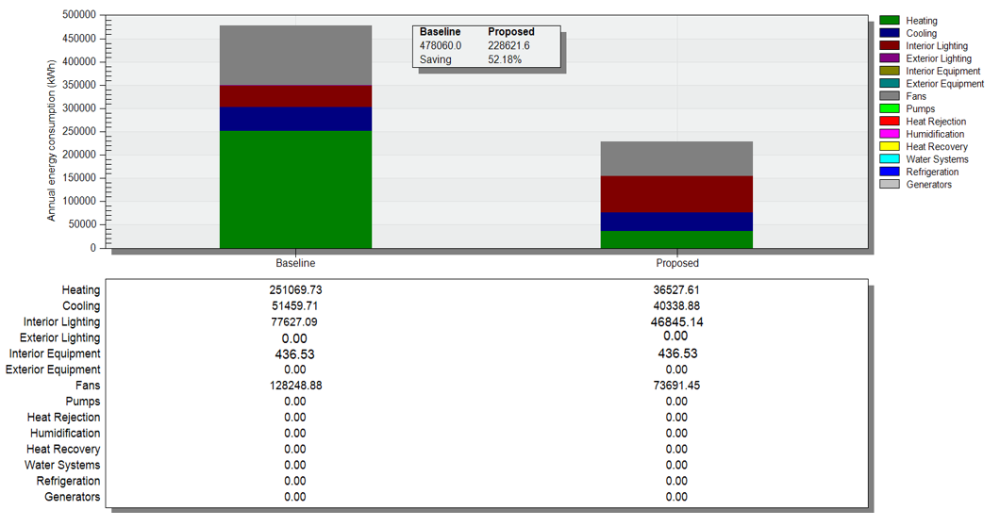 500000
450000
400000
350000
300000
250000
200000
150000
100000
50000
0
Annual energy consumption (kWh)
Baseline Proposed
478060.0 228621.6
Saving 52.18%
Heating
Cooling
Interior Lighting
Exterior Lighting
Interior Equipment
Exterior Equipment
Fans
Pumps
Heat Rejection
Humidification
Heat Recovery
Water Systems
Refrigeration
Generators
Baseline Proposed
Heating 251069.73 36527.61
Cooling 51459.71 40338.88
Interior Lighting 77627.09 46845.14
Exterior Lighting 0.00 0.00
Interior Equipment 436.53 436.53
Exterior Equipment 0.00 0.00
Fans 128248.88 73691.45
Pumps 0.00 0.00
Heat Rejection 0.00 0.00
Humidification 0.00 0.00
Heat Recovery 0.00 0.00
Water Systems 0.00 0.00
Refrigeration 0.00 0.00
Generators 0.00 0.00